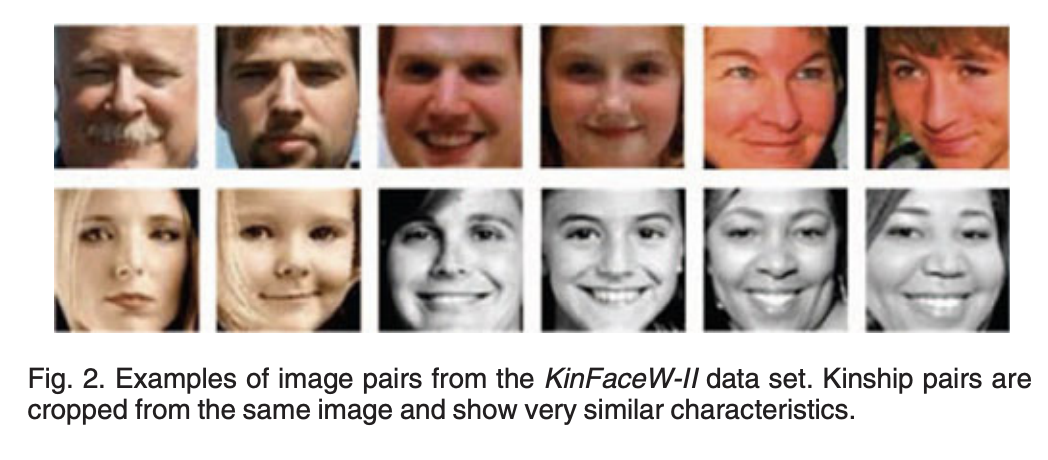 Fig. 2. Examples of image pairs from the KinFaceW-II data set. Kinship pairs are
cropped from the same image and show very similar characteristics.